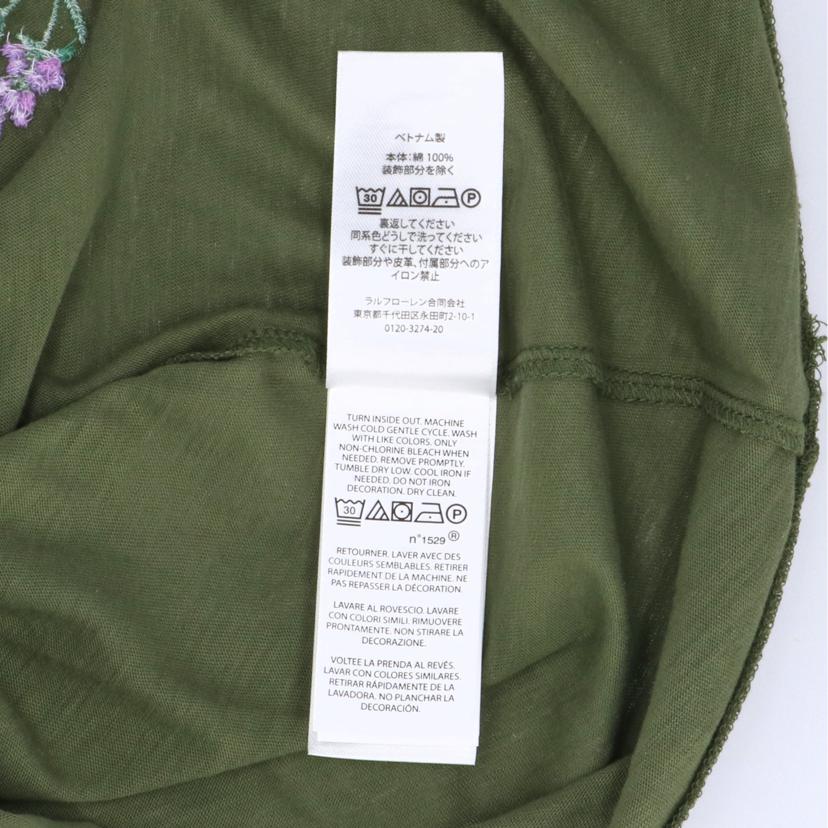 ベトナム製
本体:綿 100%
装飾部分を除く
30 P
裏返してください
同系色どうしで洗ってください
すぐに干してください
装飾部分や皮革、付属部分へのア
イロン禁止
ラルフローレン合同会社
東京都千代田区永田町2-10-1
0120-3274-20
TURN INSIDE OUT. MACHINE
WASH COLD GENTLE CYCLE. WASH
WITH LIKE COLORS. ONLY
NON-CHLORINE BLEACH WHEN
NEEDED. REMOVE PROMPTLY.
TUMBLE DRY LOW. COOL IRON IF
NEEDED. DO NOT IRON
DECORATION. DRY CLEAN.
30 P
n°1529 ®
RETOURNER. LAVER AVEC DES
COULEURS SEMBLABLES. RETIRER
RAPIDEMENT DE LA MACHINE. NE
PAS REPASSER LA DÉCORATION.
LAVARE AL ROVESCIO. LAVARE
CON COLORI SIMILI. RIMUOVERE
PRONTAMENTE. NON STIRARE LA
DECORAZIONE.
VOLTEE LA PRENDA AL REVÉS.
LAVAR CON COLORES SIMILARES.
RETIRAR RÁPIDAMENTE DE LA
LAVADORA. NO PLANCHAR LA
DECORACIÓN.